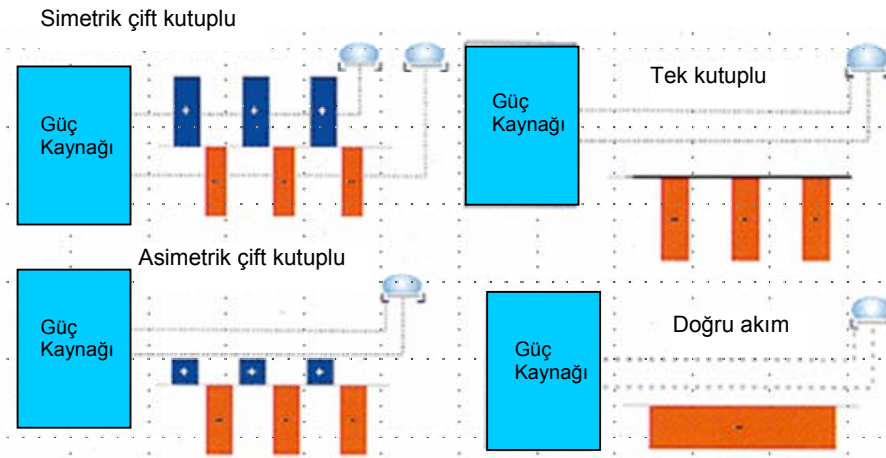 Simetrik çift kutuplu
Güç
Kaynağı
+ + +
- - -
Güç
Kaynağı
Tek kutuplu
- - -
Asimetrik çift kutuplu
Güç
Kaynağı
+ + +
- - -
Güç
Kaynağı
Doğru akım
-